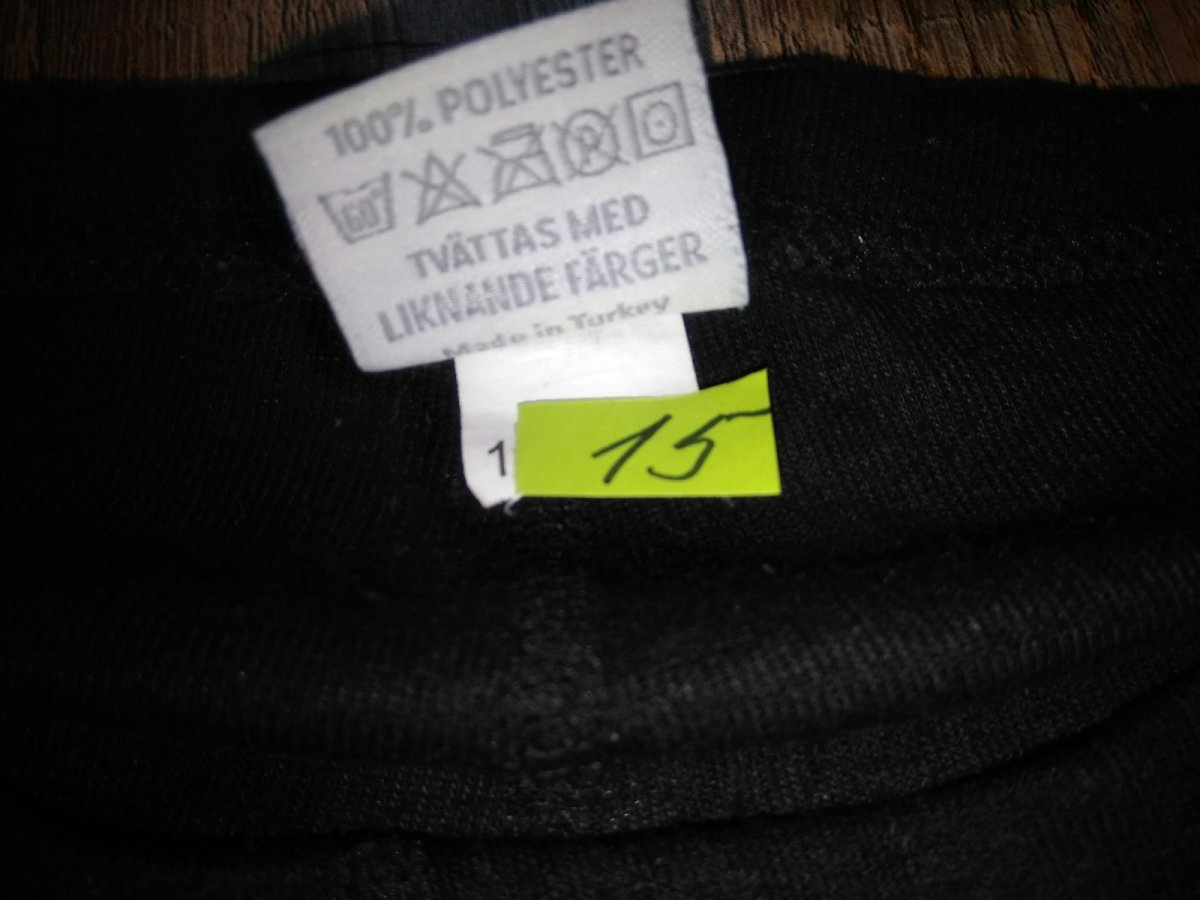 100% POLYESTER
60 P
TVÄTTAS MED
LIKNANDE FÄRGER
Made in Turkey
1
15